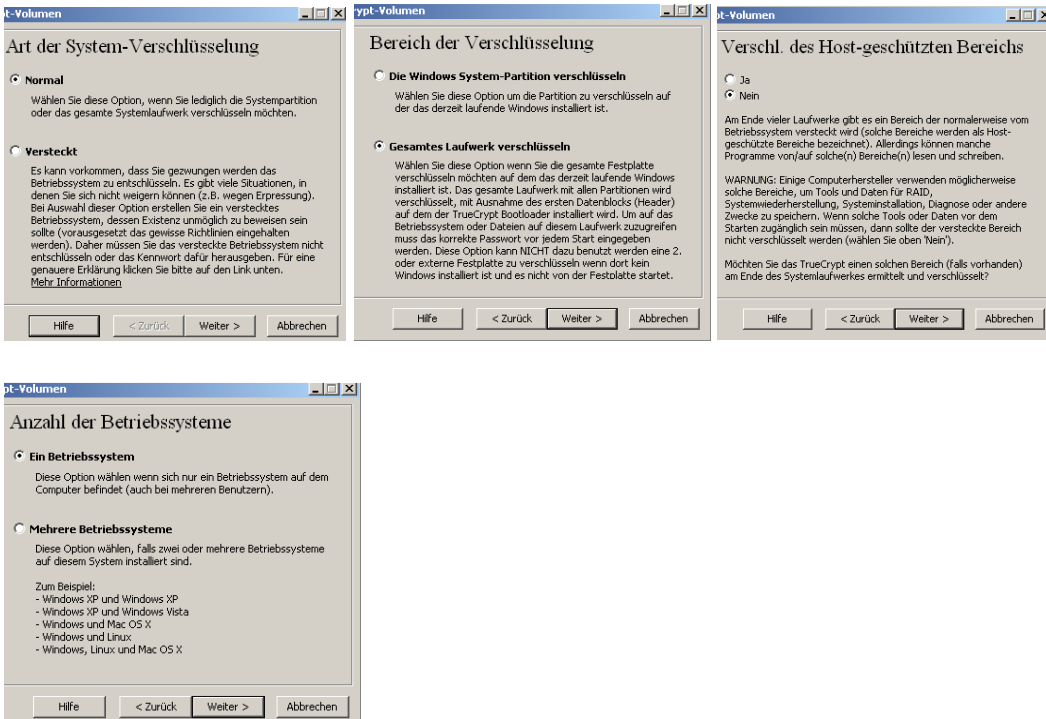 pt-Volumen
Art der System-Verschlüsselung
Normal
Wählen Sie diese Option, wenn Sie lediglich die Systempartition
oder das gesamte Systemlaufwerk verschlüsseln möchten.
Versteckt
Es kann vorkommen, dass Sie gezwungen werden das
Betriebssystem zu entschlüsseln. Es gibt viele Situationen, in
denen Sie sich nicht weigern können (z.B. wegen Erpressung).
Bei Auswahl dieser Option erstellen Sie ein verstecktes
Betriebssystem, dessen Existenz unmöglich zu beweisen sein
sollte (vorausgesetzt das gewisse Richtlinien eingehalten
werden). Daher müssen Sie das versteckte Betriebssystem nicht
entschlüsseln oder das Kennwort dafür herausgeben. Für eine
genauere Erklärung klicken Sie bitte auf den Link unten.
Mehr Informationen
Hilfe < Zurück Weiter > Abbrechen
rypt-Volumen
Bereich der Verschlüsselung
Die Windows System-Partition verschlüsseln
Wählen Sie diese Option um die Partition zu verschlüsseln auf
der das derzeit laufende Windows installiert ist.
Gesamtes Laufwerk verschlüsseln
Wählen Sie diese Option wenn Sie die gesamte Festplatte
verschlüsseln möchten auf dem das derzeit laufende Windows
installiert ist. Das gesamte Laufwerk mit allen Partitionen wird
verschlüsselt, mit Ausnahme des ersten Datenblocks (Header)
auf dem der TrueCrypt Bootloader installiert wird. Um auf das
Betriebssystem oder Dateien auf diesem Laufwerk zuzugreifen
muss das korrekte Passwort vor jedem Start eingegeben
werden. Diese Option kann NICHT dazu benutzt werden eine 2.
oder externe Festplatte zu verschlüsseln wenn dort kein
Windows installiert ist und es nicht von der Festplatte startet.
Hilfe < Zurück Weiter > Abbrechen
pt-Volumen
Verschl. des Host-geschützten Bereichs
Ja
Nein
Am Ende vieler Laufwerke gibt es ein Bereich der normalerweise vom
Betriebssystem versteckt wird (solche Bereiche werden als Host-
geschützte Bereiche bezeichnet). Allerdings können manche
Programme von/auf solche(n) Bereiche(n) lesen und schreiben.
WARNUNG: Einige Computerhersteller verwenden möglicherweise
solche Bereiche, um Tools und Daten für RAID,
Systemwiederherstellung, Systeminstallation, Diagnose oder andere
Zwecke zu speichern. Wenn solche Tools oder Daten vor dem
Starten zugänglich sein müssen, dann sollte der versteckte Bereich
nicht verschlüsselt werden (wählen Sie oben 'Nein').
Möchten Sie das TrueCrypt einen solchen Bereich (falls vorhanden)
am Ende des Systemlaufwerkes ermittelt und verschlüsselt?
Hilfe < Zurück Weiter > Abbrechen
pt-Volumen
Anzahl der Betriebssysteme
Ein Betriebssystem
Diese Option wählen wenn sich nur ein Betriebssystem auf dem
Computer befindet (auch bei mehreren Benutzern).
Mehrere Betriebssysteme
Diese Option wählen, falls zwei oder mehrere Betriebssysteme
auf diesem System installiert sind.
Zum Beispiel:
- Windows XP und Windows XP
- Windows XP und Windows Vista
- Windows und Mac OS X
- Windows und Linux
- Windows, Linux und Mac OS X
Hilfe < Zurück Weiter > Abbrechen